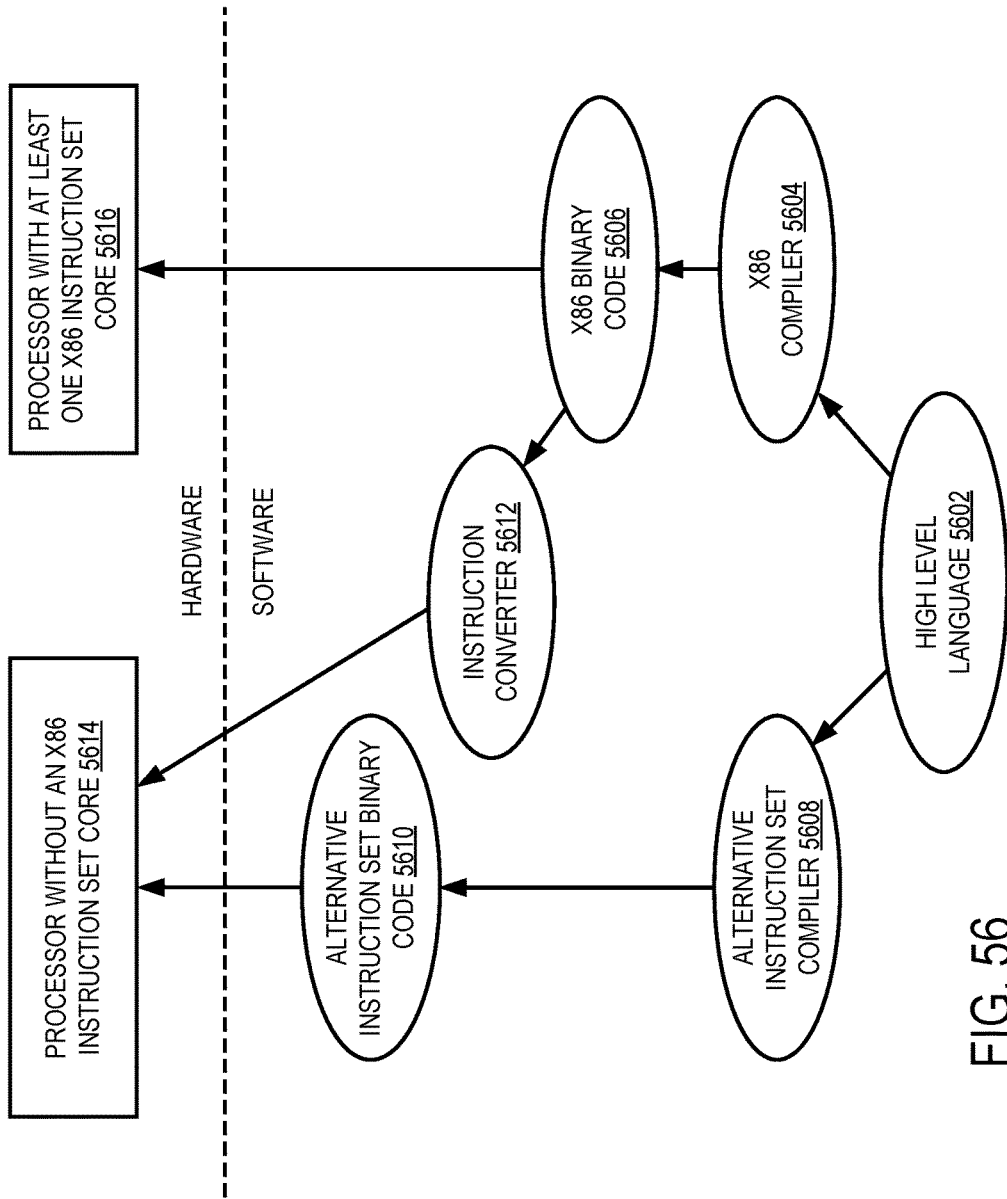 PROCESSOR WITHOUT AN X86
INSTRUCTION SET CORE 5614
PROCESSOR WITH AT LEAST
ONE X86 INSTRUCTION SET
CORE 5616
HARDWARE
SOFTWARE
ALTERNATIVE
INSTRUCTION SET BINARY
CODE 5610
INSTRUCTION
CONVERTER 5612
X86 BINARY
CODE 5606
ALTERNATIVE
INSTRUCTION SET
COMPILER 5608
X86
COMPILER 5604
HIGH LEVEL
LANGUAGE 5602
FIG. 56